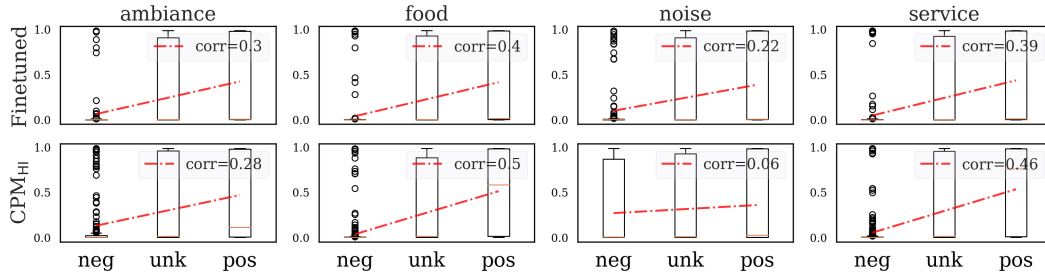 ambiance food noise service
Finetuned
1.0 1.0 1.0 1.0
corr=0.3 corr=0.4 corr=0.22 corr=0.39
0.5 0.5 0.5 0.5
0.0 0.0 0.0 0.0
CPM_HI
1.0 1.0 1.0 1.0
corr=0.28 corr=0.5 corr=0.06 corr=0.46
0.5 0.5 0.5 0.5
0.0 0.0 0.0 0.0
neg unk pos neg unk pos neg unk pos neg unk pos